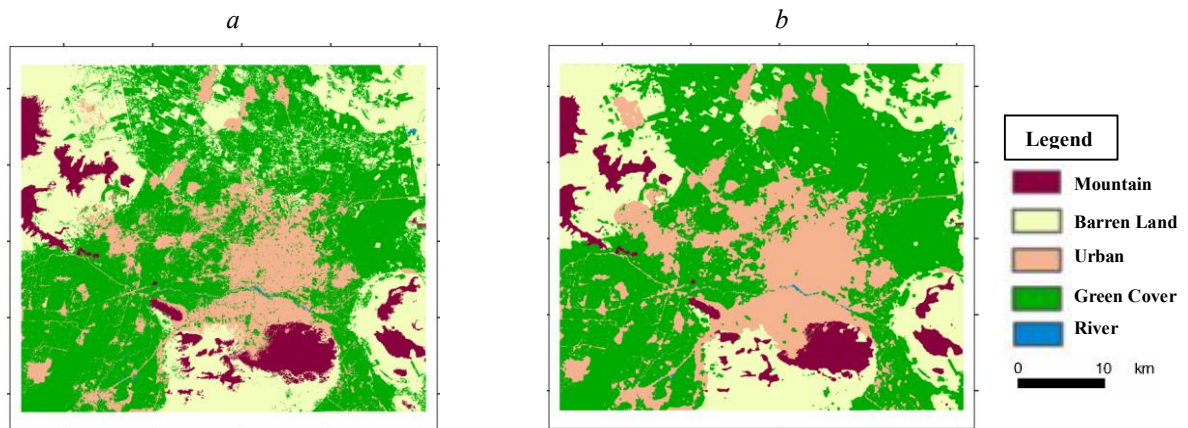 a
b
Legend
Mountain
Barren Land
Urban
Green Cover
River
0 10 km